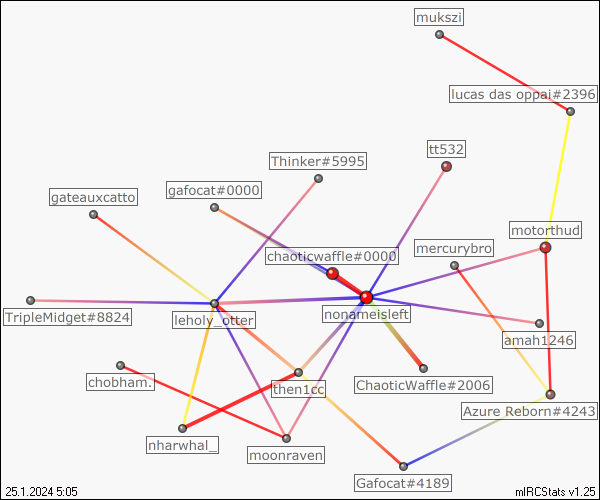 mukszi
lucas das oppai#2396
tt532
Thinker#5995
gafocat#0000
gateauxcatto
motorthud
mercurybro
chaoticwaffle#0000
TripleMidget#8824
leholy_otter
nonameisleft
amah1246
chobham.
then1cc
ChaoticWaffle#2006
Azure Reborn#4243
nharwhal_
moonraven
Gafocat#4189
25.1.2024 5:05
mIRCStats v1.25